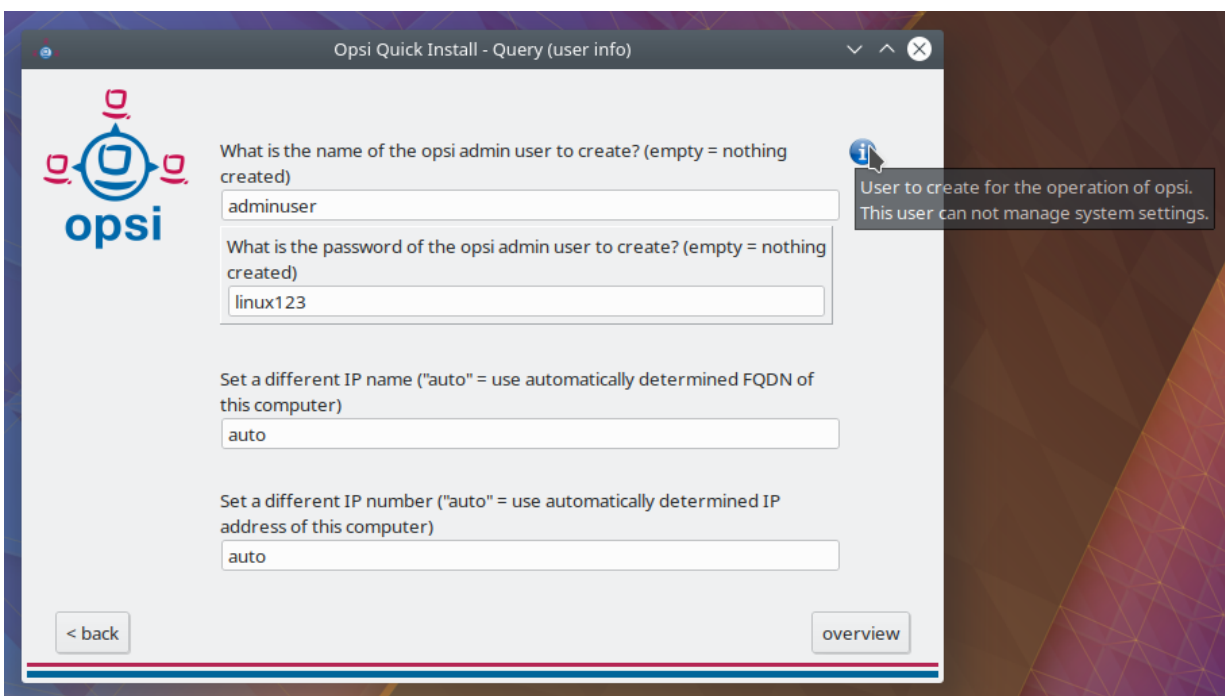 Opsi Quick Install - Query (user info)
opsi
What is the name of the opsi admin user to create? (empty = nothing
created)
adminuser
User to create for the operation of opsi.
This user can not manage system settings.
What is the password of the opsi admin user to create? (empty = nothing
created)
linux123
Set a different IP name ("auto" = use automatically determined FQDN of
this computer)
auto
Set a different IP number ("auto" = use automatically determined IP
address of this computer)
auto
< back
overview